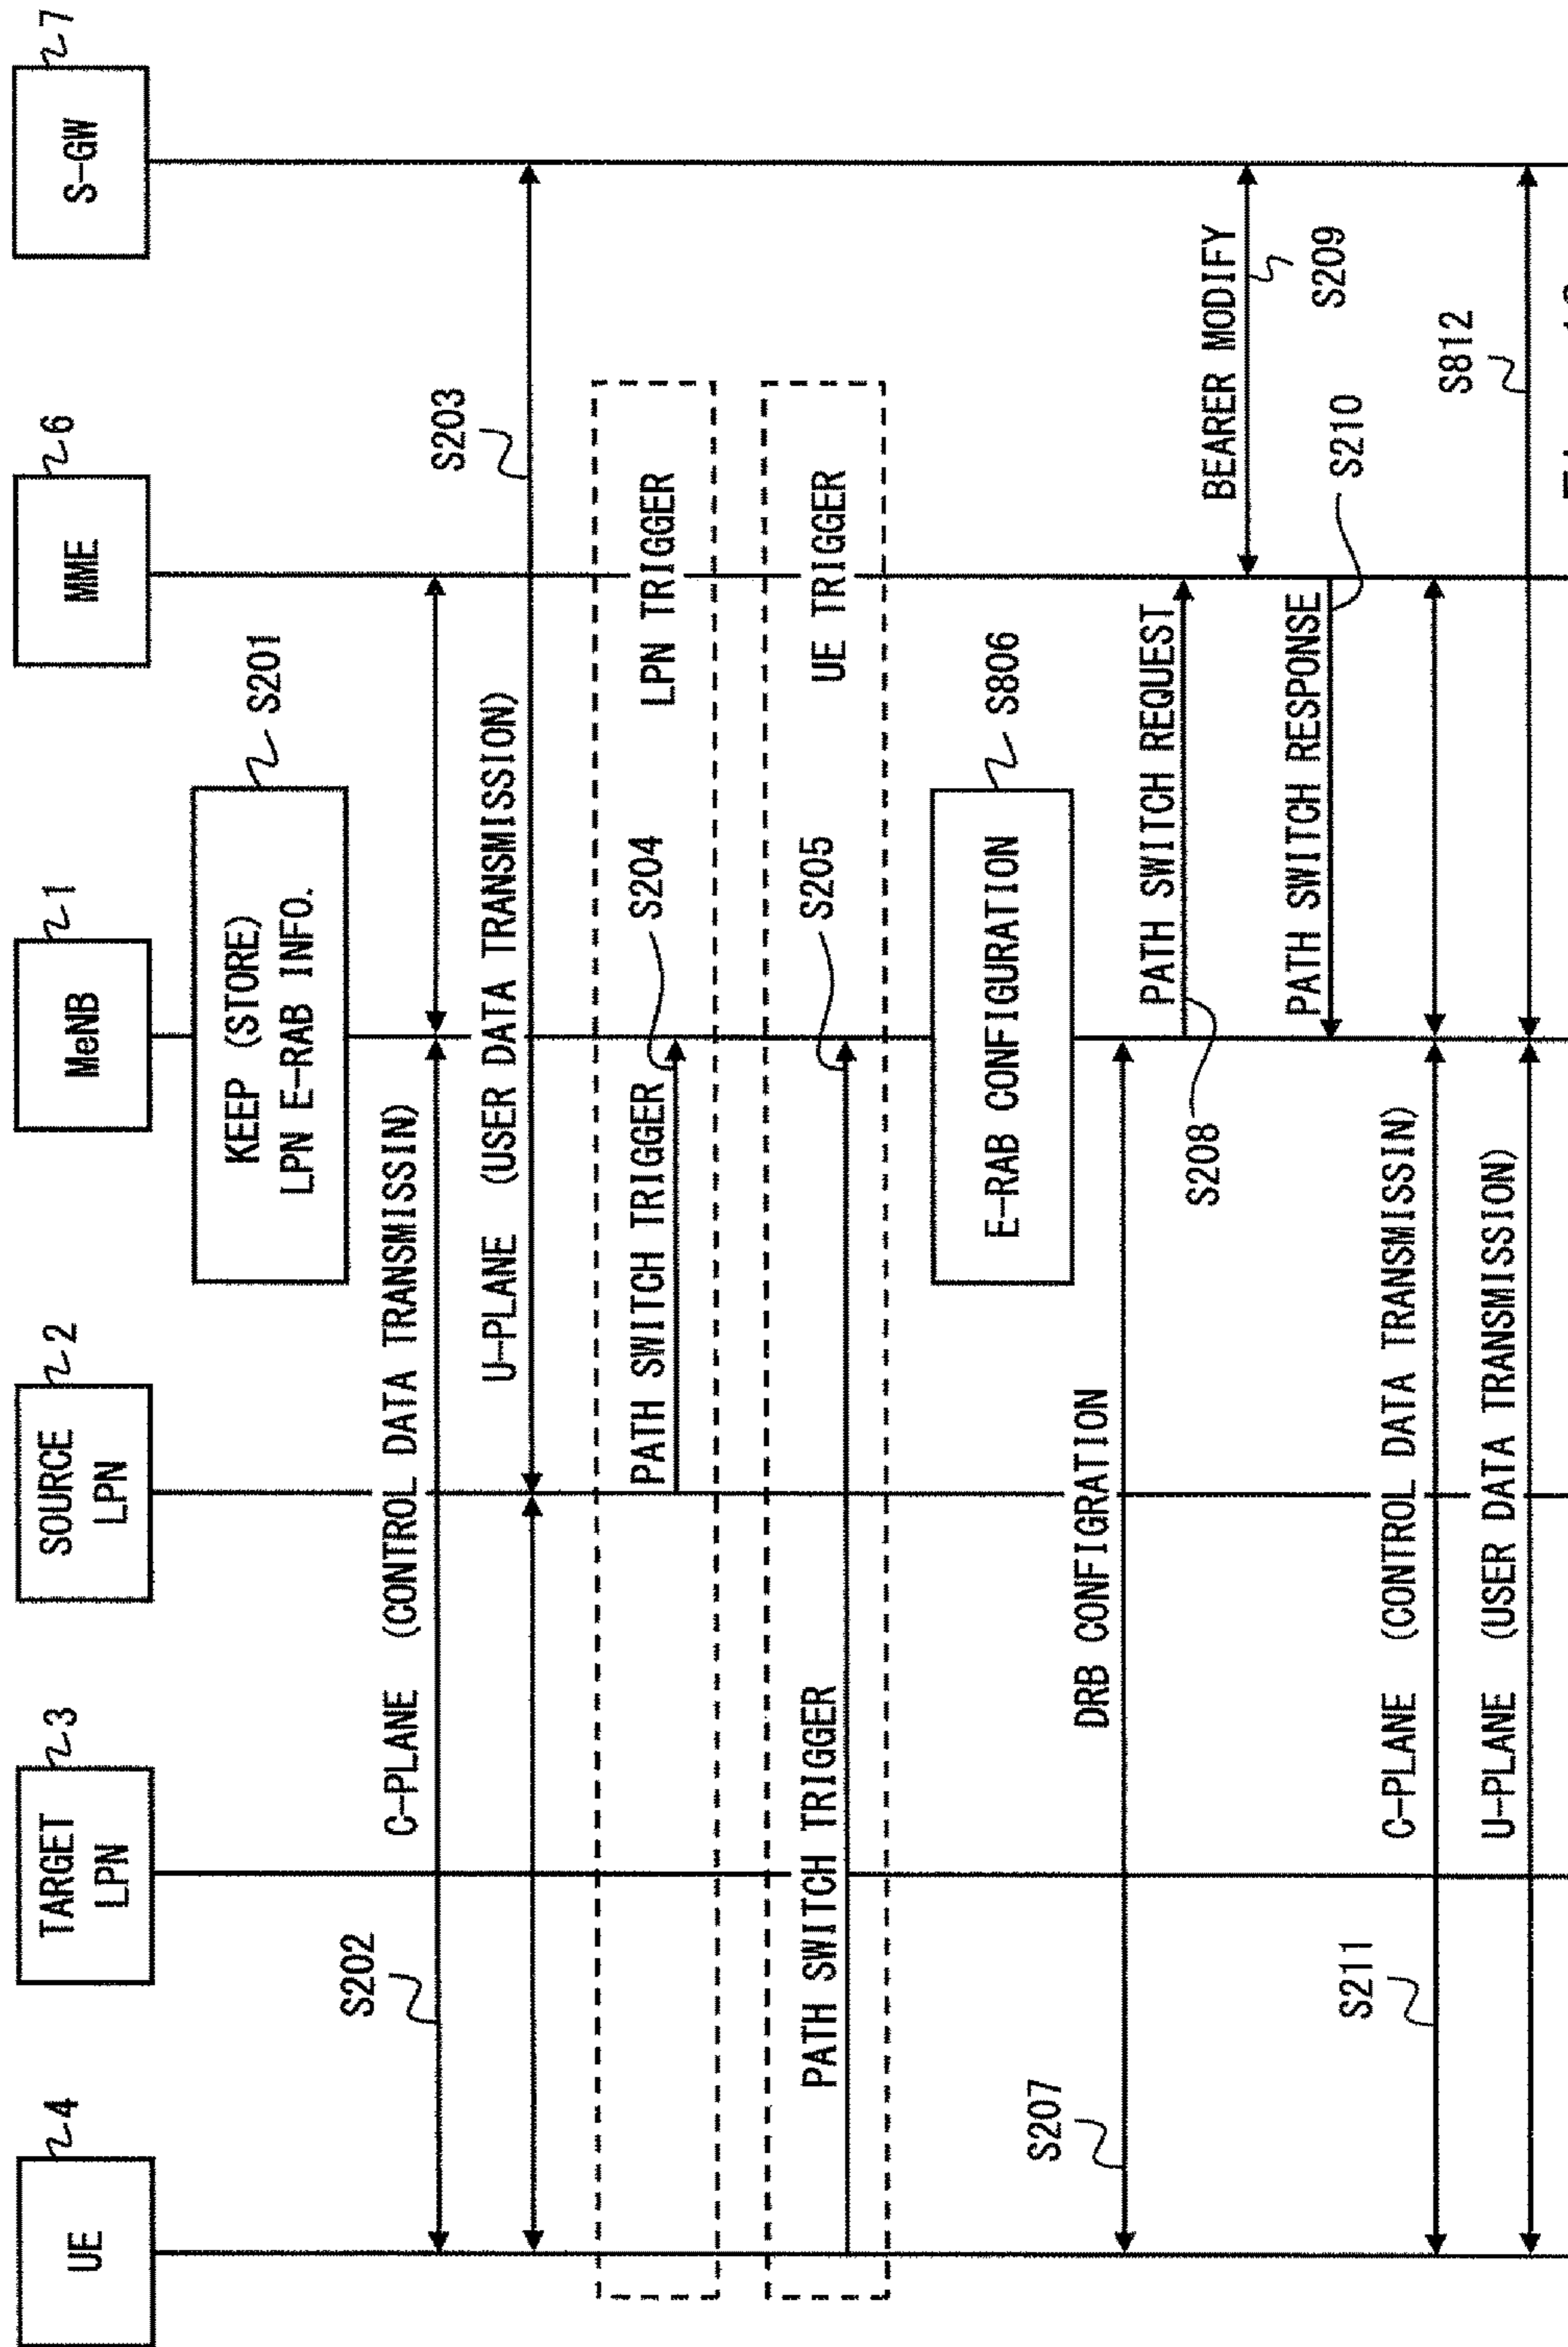 UE
4
TARGET
LPN
3
SOURCE
LPN
2
MeNB
1
MME
6
S-GW
7
KEEP (STORE)
LPN E-RAB INFO.
S201
S202
C-PLANE (CONTROL DATA TRANSMISSIN)
U-PLANE (USER DATA TRANSMISSION)
S203
PATH SWITCH TRIGGER
S204
LPN TRIGGER
PATH SWITCH TRIGGER
S205
UE TRIGGER
E-RAB CONFIGURATION
S806
S207
DRB CONFIGRATION
S208
PATH SWITCH REQUEST
BEARER MODIFY
S209
PATH SWITCH RESPONSE
S210
S211
C-PLANE (CONTROL DATA TRANSMISSIN)
U-PLANE (USER DATA TRANSMISSION)
S812